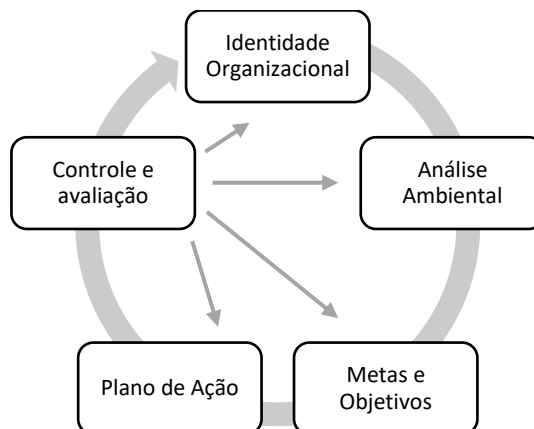 Identidade
Organizacional
Controle e
avaliação
Análise
Ambiental
Plano de Ação
Metas e
Objetivos